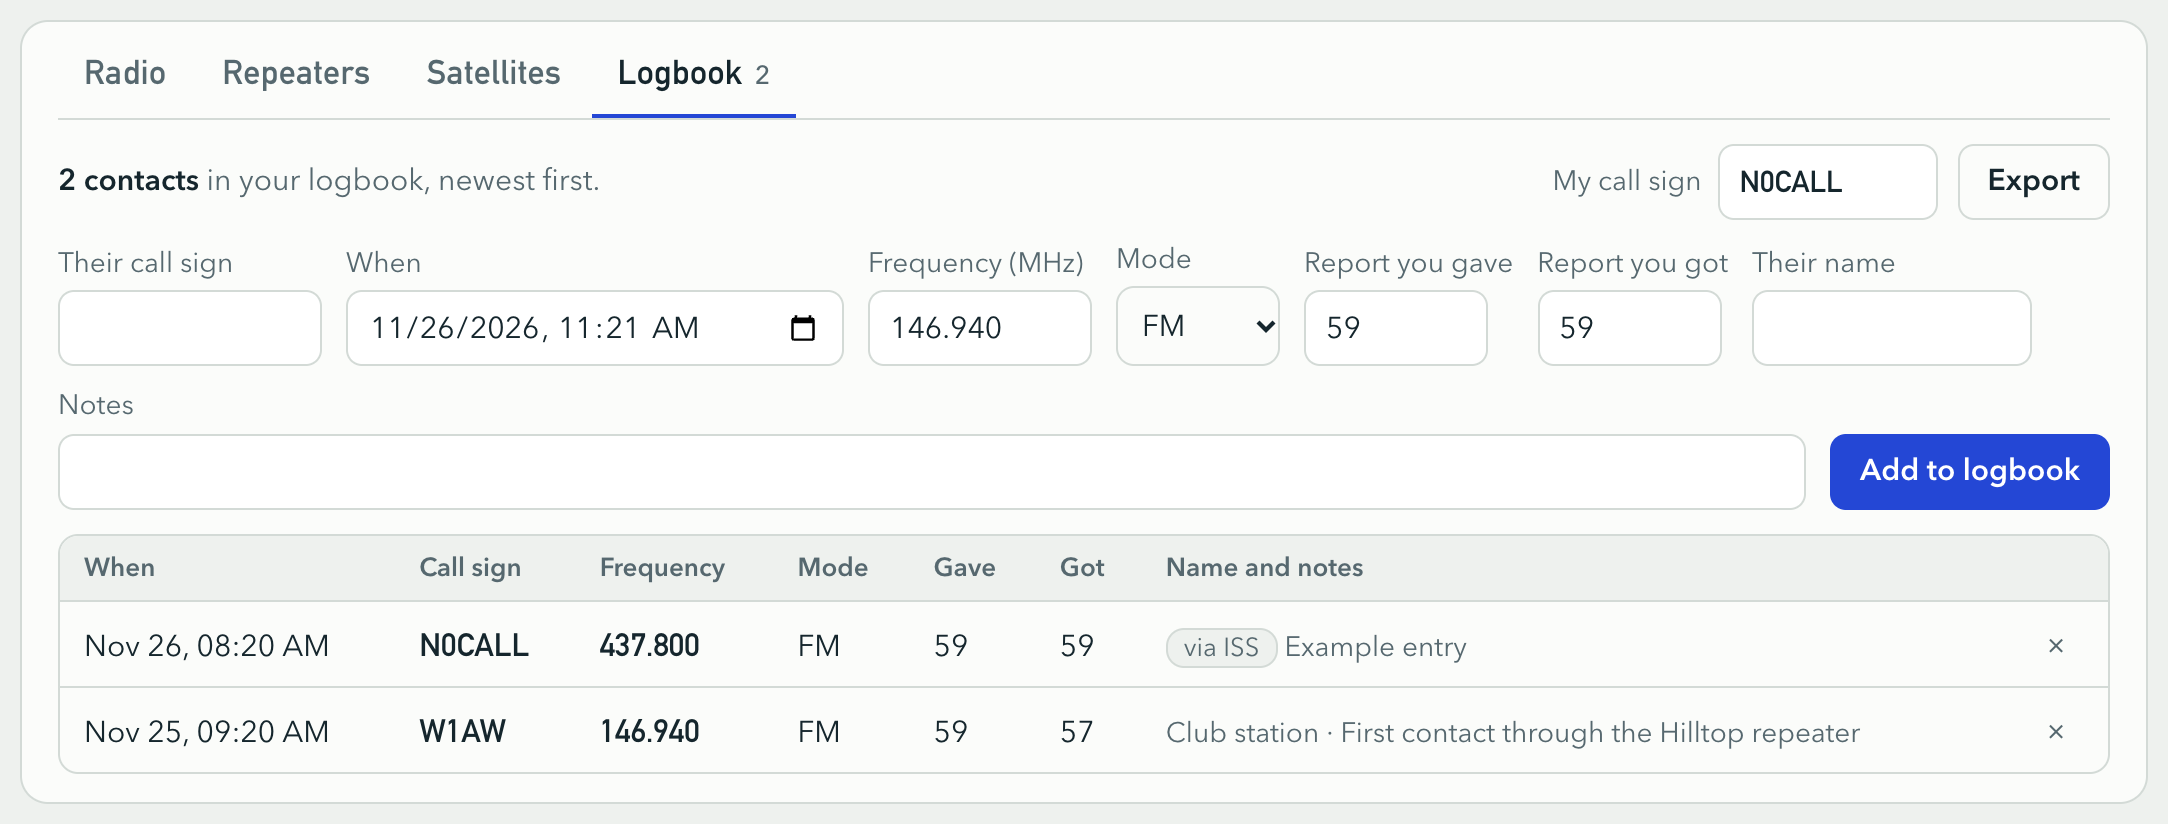 Radio Repeaters Satellites Logbook 2
2 contacts in your logbook, newest first. My call sign N0CALL Export
Their call sign When Frequency (MHz) Mode Report you gave Report you got Their name
11/26/2026, 11:21 AM 146.940 FM 59 59
Notes
Add to logbook
When Call sign Frequency Mode Gave Got Name and notes
Nov 26, 08:20 AM N0CALL 437.800 FM 59 59 via ISS Example entry ×
Nov 25, 09:20 AM W1AW 146.940 FM 59 57 Club station · First contact through the Hilltop repeater ×